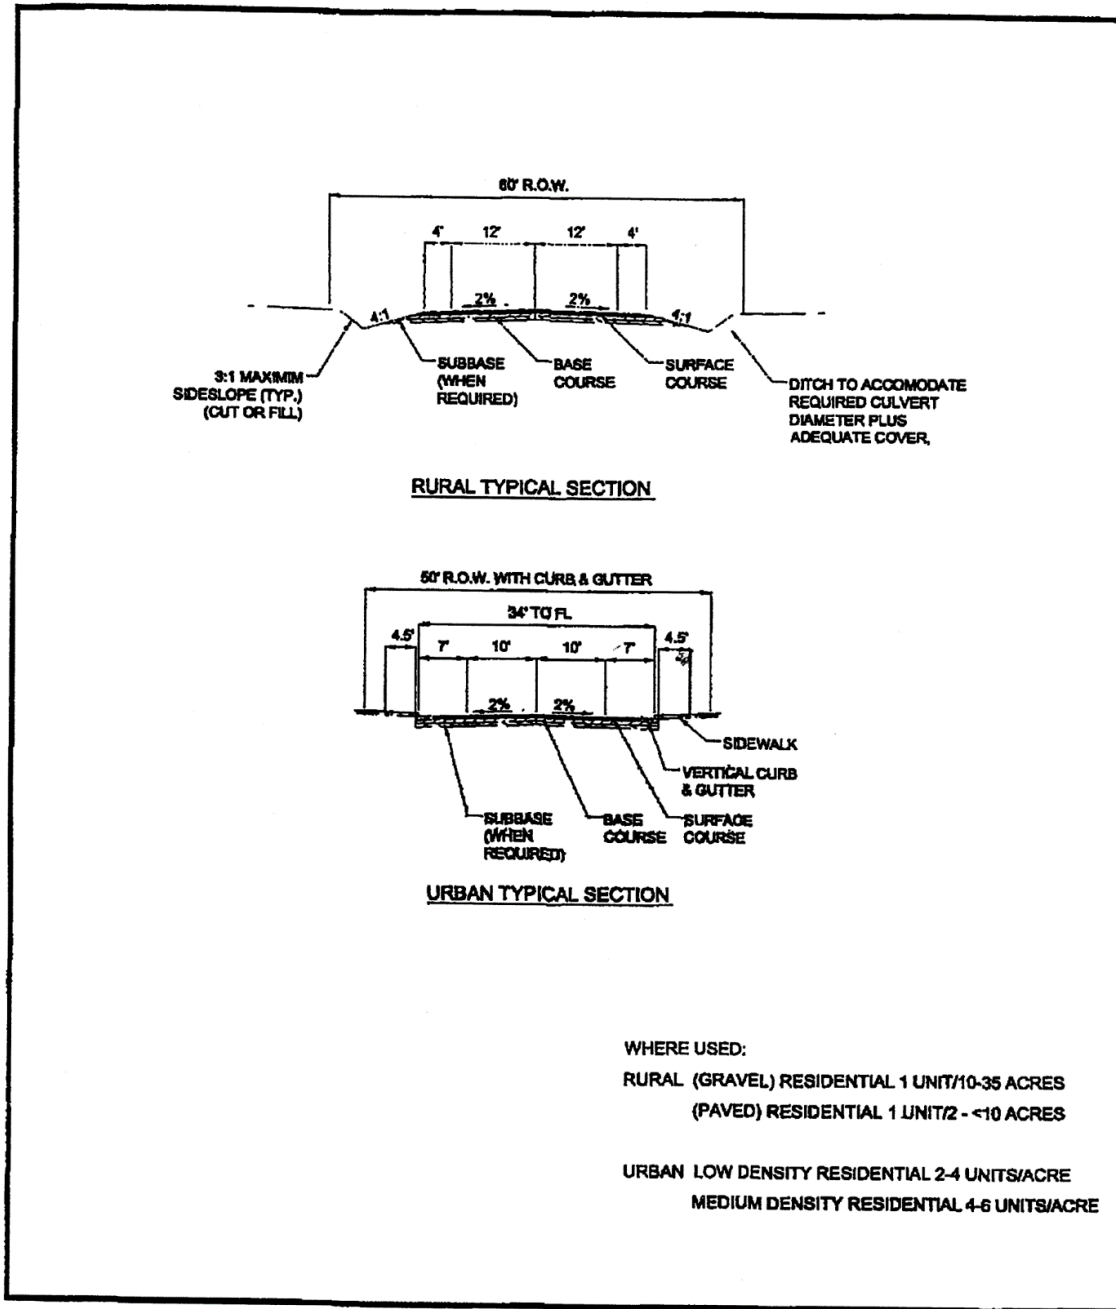 60' R.O.W.
4' 12' 12' 4'
2% 2%
4:1 4:1
3:1 MAXIMIM
SIDESLOPE (TYP.)
(CUT OR FILL)
SUBBASE
(WHEN
REQUIRED)
BASE
COURSE
SURFACE
COURSE
DITCH TO ACCOMODATE
REQUIRED CULVERT
DIAMETER PLUS
ADEQUATE COVER,
RURAL TYPICAL SECTION
50' R.O.W. WITH CURB & GUTTER
34' TO FL
4.5' 7' 10' 10' 7' 4.5'
2% 2%
SIDEWALK
VERTICAL CURB
& GUTTER
SUBBASE
(WHEN
REQUIRED)
BASE
COURSE
SURFACE
COURSE
URBAN TYPICAL SECTION
WHERE USED:
RURAL (GRAVEL) RESIDENTIAL 1 UNIT/10-35 ACRES
(PAVED) RESIDENTIAL 1 UNIT/2 - <10 ACRES
URBAN LOW DENSITY RESIDENTIAL 2-4 UNITS/ACRE
MEDIUM DENSITY RESIDENTIAL 4-6 UNITS/ACRE